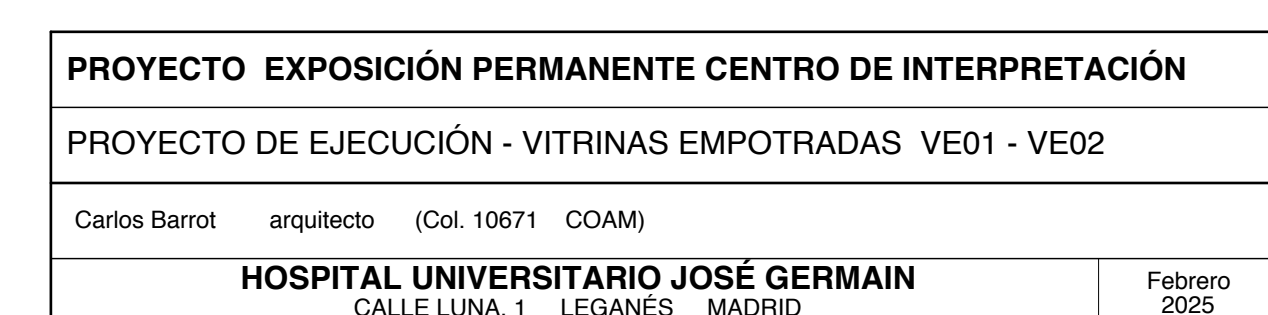 PROYECTO EXPOSICIÓN PERMANENTE CENTRO DE INTERPRETACIÓN
PROYECTO DE EJECUCIÓN - VITRINAS EMPOTRADAS VE01 - VE02
Carlos Barrot arquitecto (Col. 10671 COAM)
HOSPITAL UNIVERSITARIO JOSÉ GERMAIN
CALLE LUNA, 1 LEGANÉS MADRID
Febrero
2025